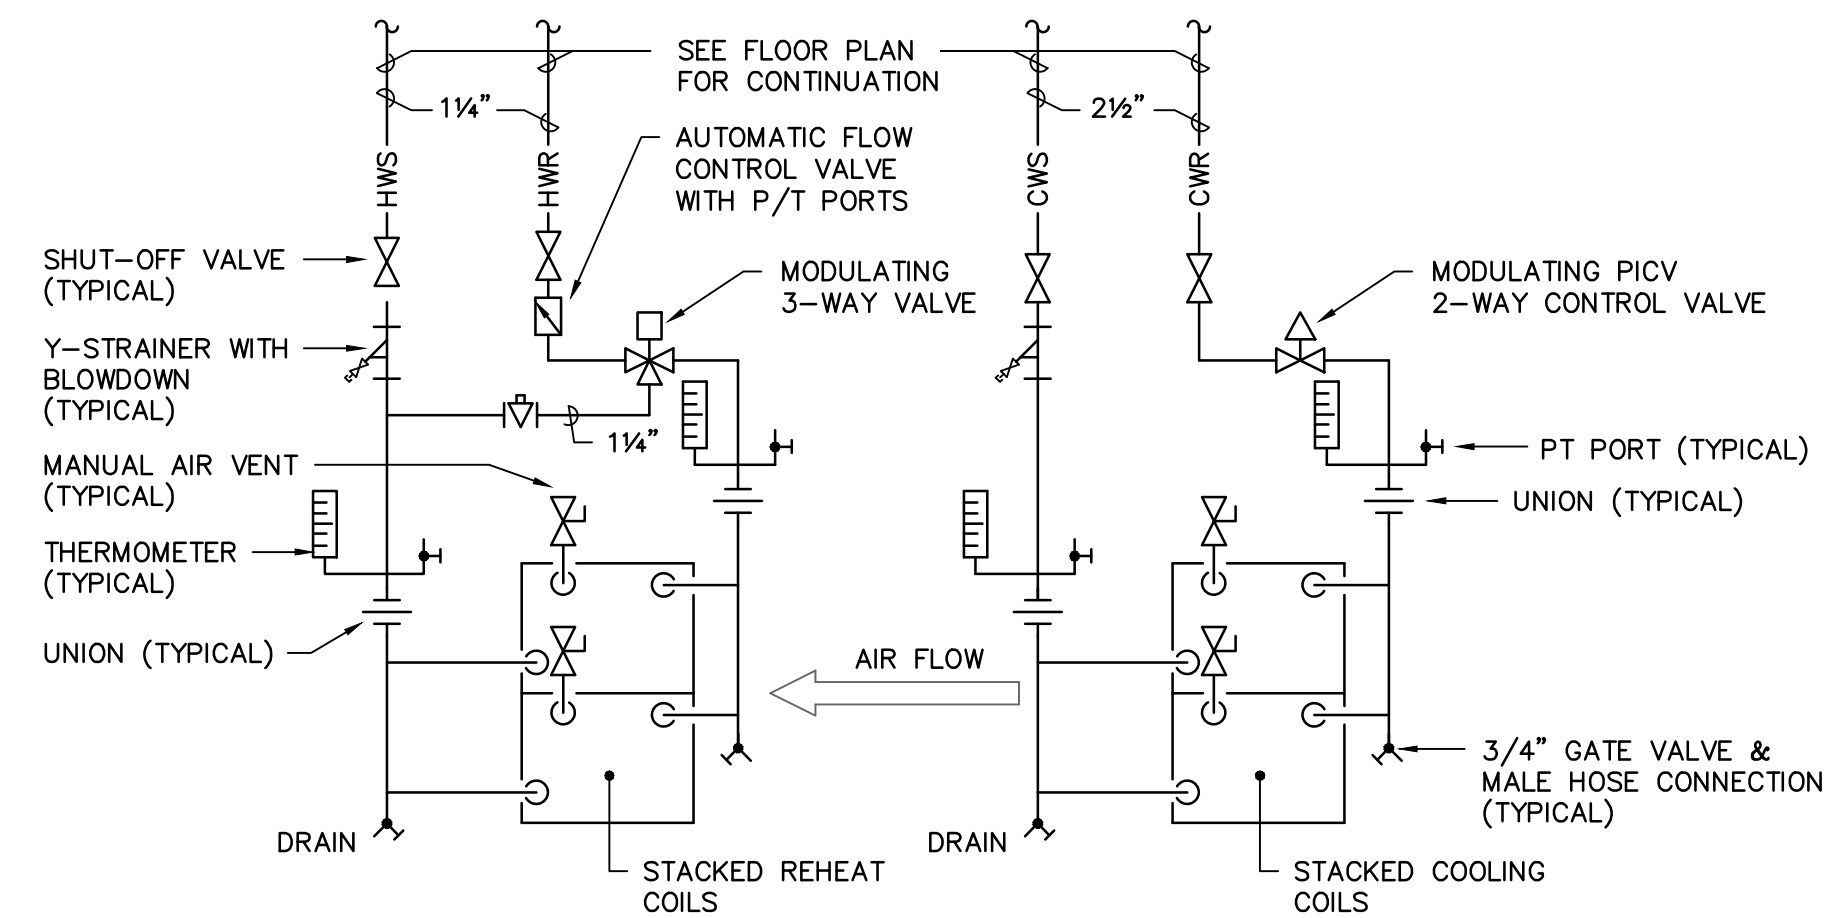 SEE FLOOR PLAN
FOR CONTINUATION
1¼"
2½"
AUTOMATIC FLOW
CONTROL VALVE
WITH P/T PORTS
HWS
HWR
CWS
CWR
SHUT-OFF VALVE
(TYPICAL)
MODULATING
3-WAY VALVE
MODULATING PICV
2-WAY CONTROL VALVE
Y-STRAINER WITH
BLOWDOWN
(TYPICAL)
1¼"
MANUAL AIR VENT
(TYPICAL)
PT PORT (TYPICAL)
UNION (TYPICAL)
THERMOMETER
(TYPICAL)
UNION (TYPICAL)
AIR FLOW
3/4" GATE VALVE &
MALE HOSE CONNECTION
(TYPICAL)
DRAIN
DRAIN
STACKED REHEAT
COILS
STACKED COOLING
COILS